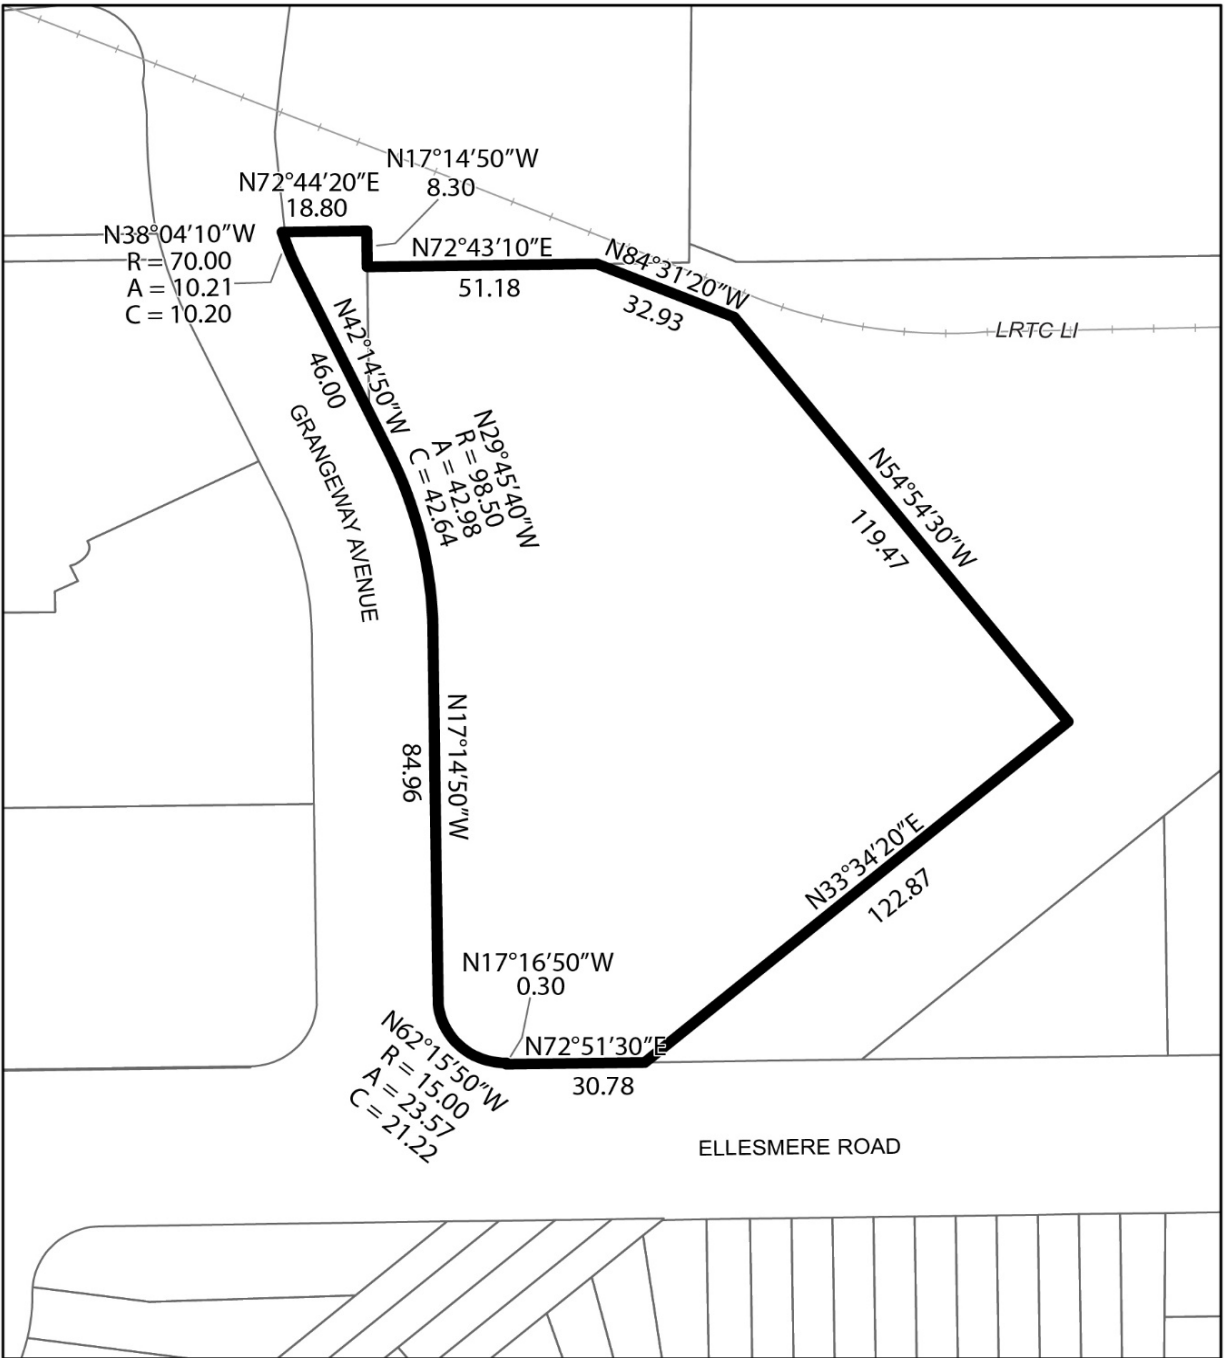 N17°14′50″W
8.30
N72°44′20″E
18.80
N38°04′10″W
R = 70.00
A = 10.21
C = 10.20
N72°43′10″E
51.18
N84°31′20″W
32.93
LRTC LI
N42°14′50″W
46.00
GRANGEWAY AVENUE
N29°45′40″W
R = 98.50
A = 42.98
C = 42.64
N54°54′30″W
119.47
N17°14′50″W
84.96
N33°34′20″E
122.87
N17°16′50″W
0.30
N72°51′30″E
30.78
N62°15′50″W
R = 15.00
A = 23.57
C = 21.22
ELLESMERE ROAD